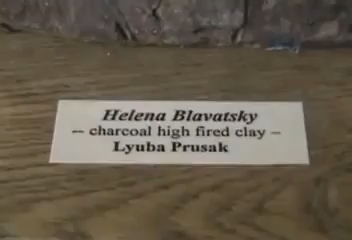 Helena Blavatsky
-- charcoal high fired clay --
Lyuba Prusak